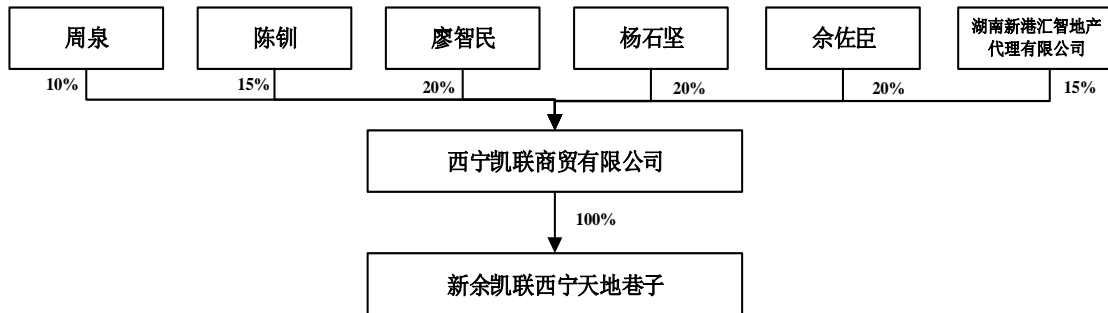 周泉
陈钏
廖智民
杨石坚
佘佐臣
湖南新港汇智地产
代理有限公司
10%
15%
20%
20%
20%
15%
西宁凯联商贸有限公司
100%
新余凯联西宁天地巷子